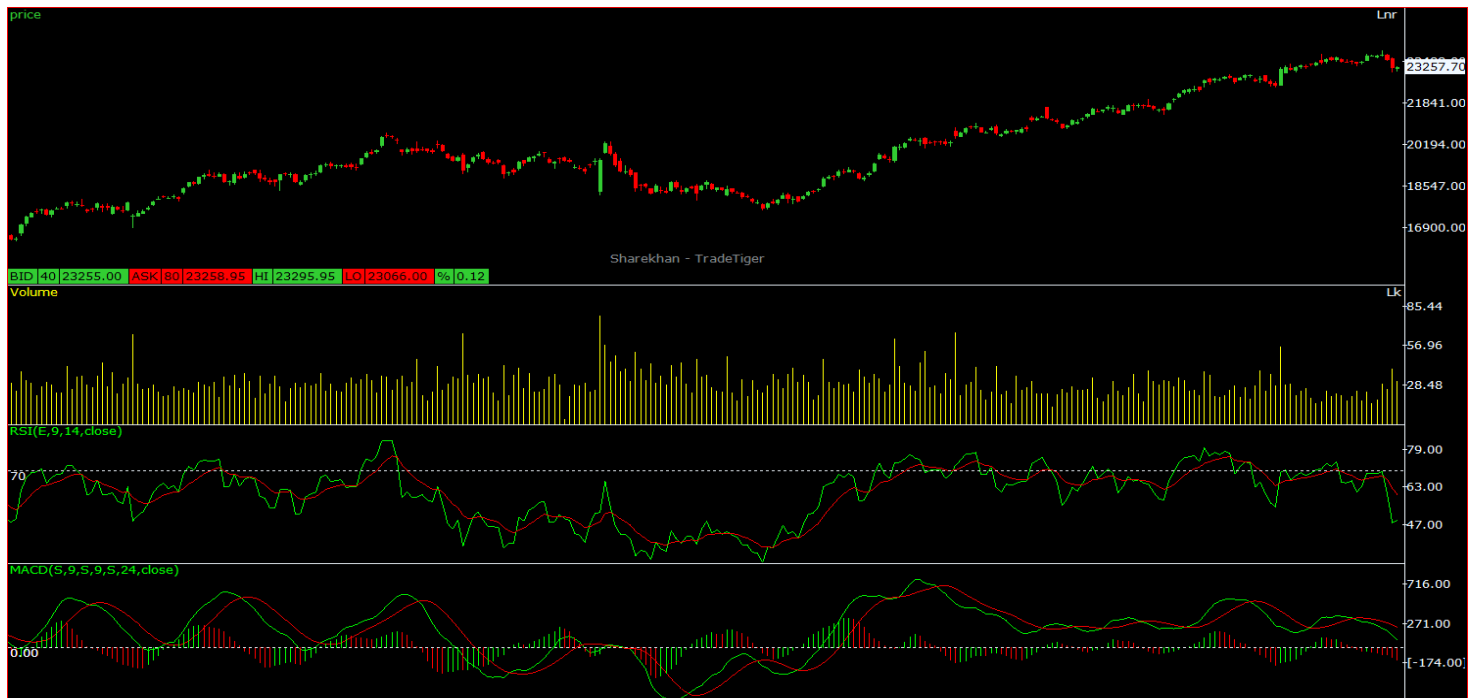 price Lnr
23257.70
21841.00
20194.00
18547.00
16900.00
Sharekhan - TradeTiger
BID 40 23255.00 ASK 80 23258.95 HI 23295.95 LO 23066.00 % 0.12
Volume Lk
85.44
56.96
28.48
RSI(E,9,14,close)
79.00
70
63.00
47.00
MACD(S,9,S,9,S,24,close)
716.00
271.00
0.00
[-174.00]